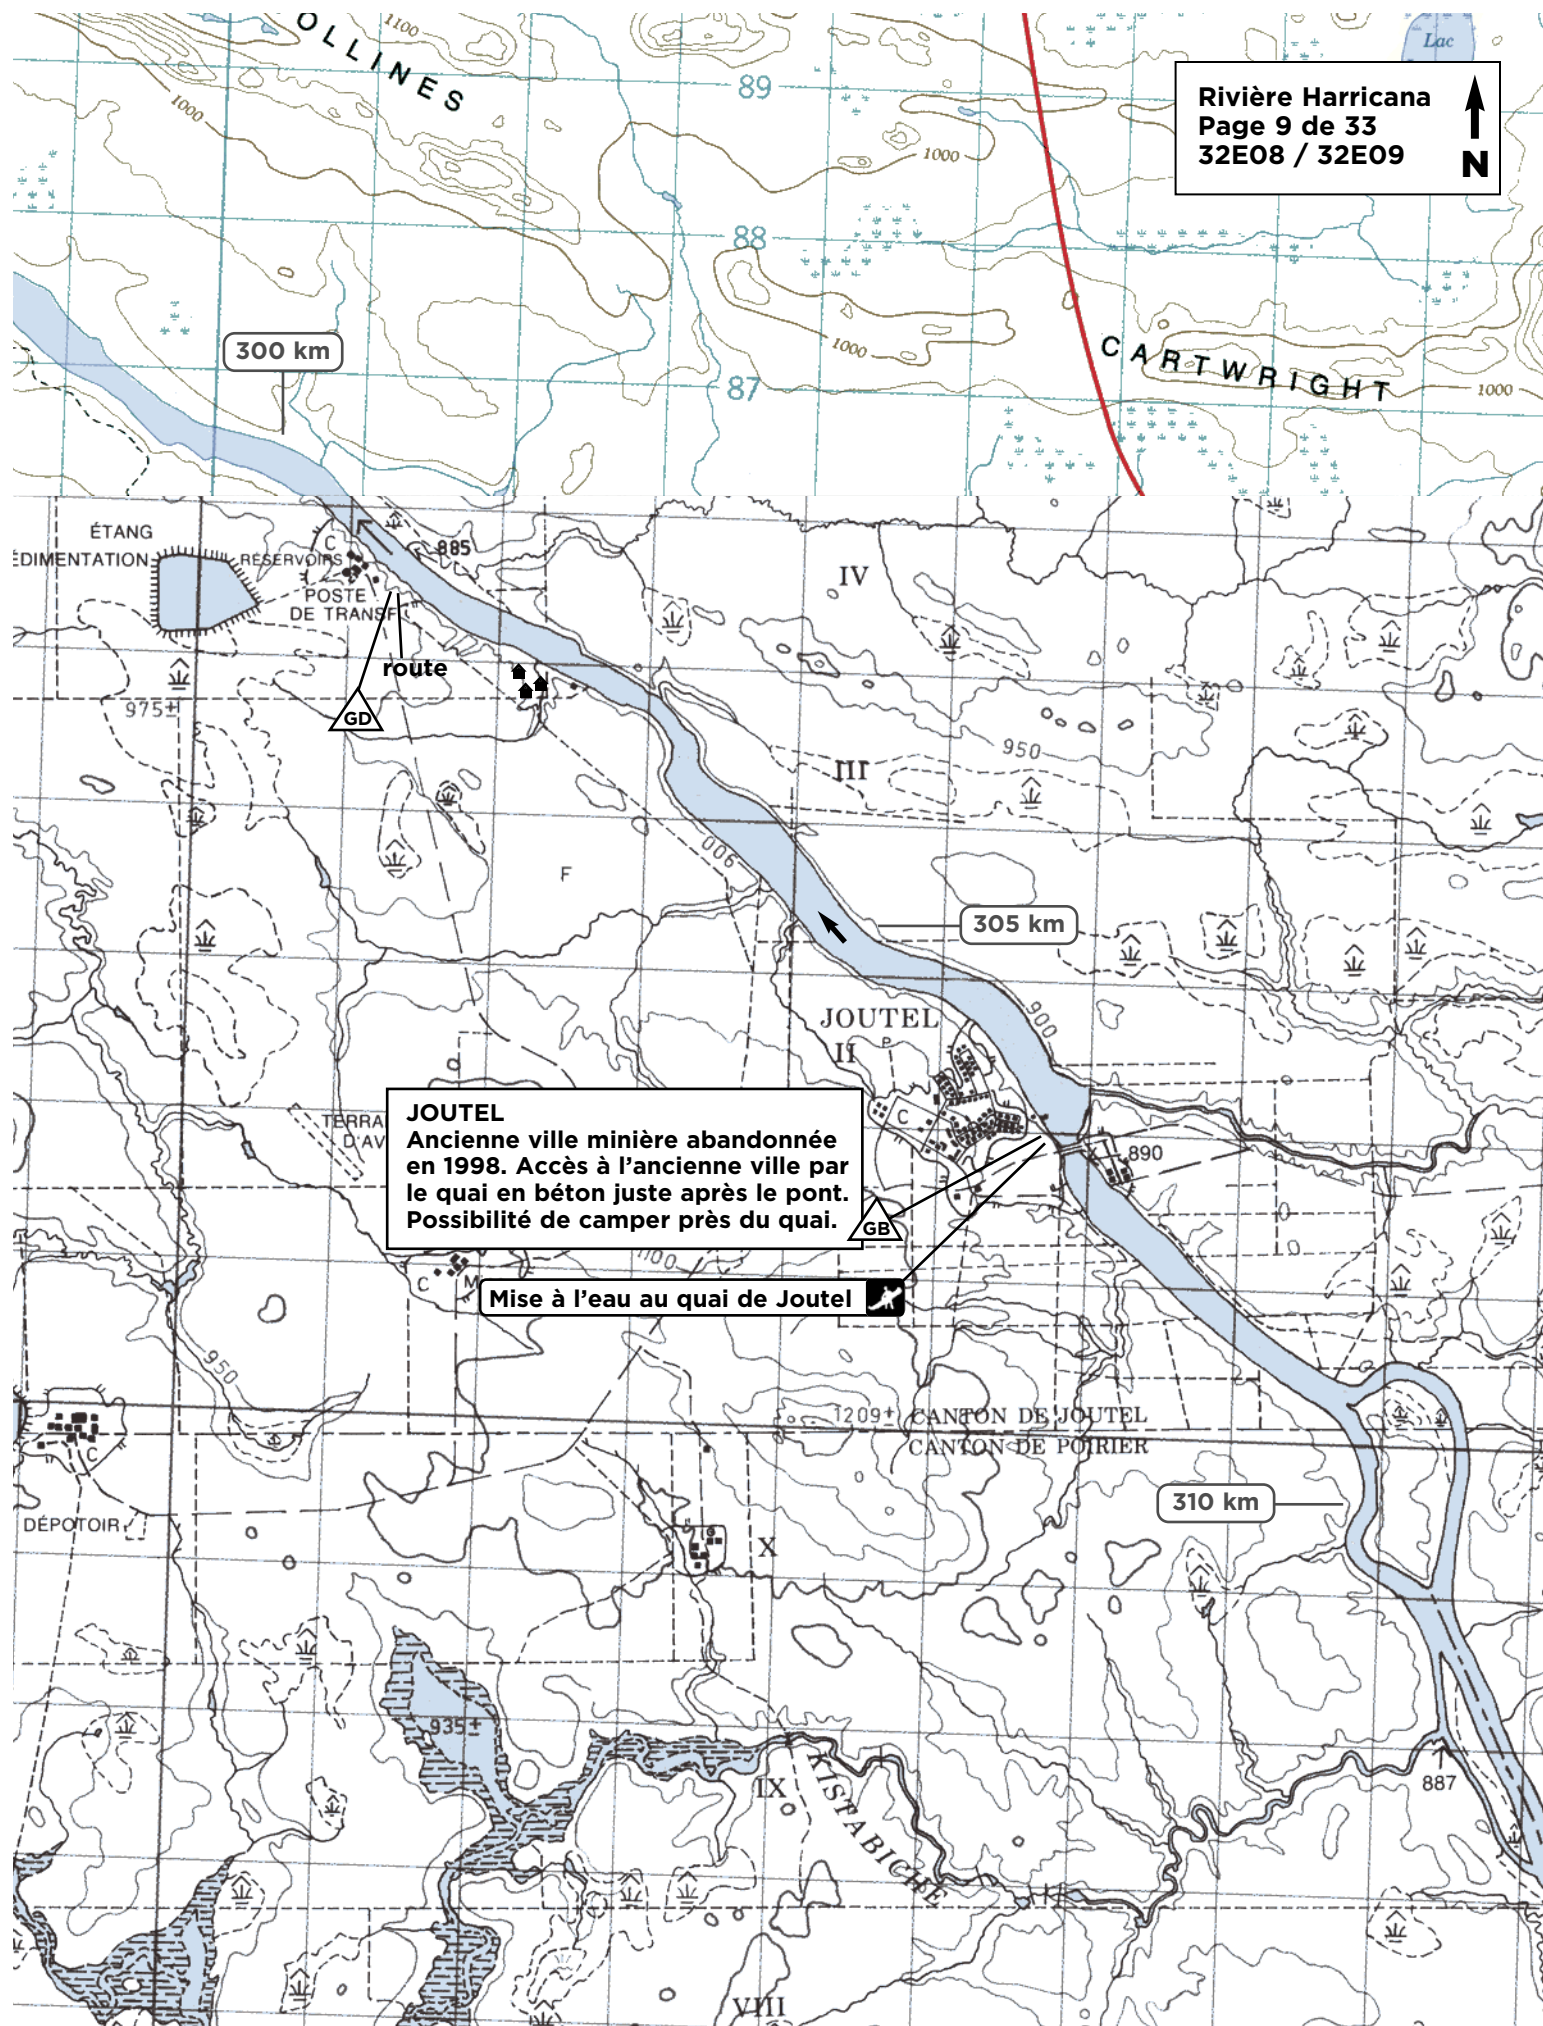 OLLINES
1100
1000
89
Lac
Rivière Harricana
Page 9 de 33
32E08 / 32E09
N
1000
88
300 km
1000
CARTWRIGHT
87
1000
ÉTANG
ÉDIMENTATION
RÉSERVOIRS
C
885
POSTE
DE TRANSF
IV
route
GD
975±
950
III
900
F
305 km
900
JOUTEL
P
II
C
JOUTEL
Ancienne ville minière abandonnée
en 1998. Accès à l'ancienne ville par
le quai en béton juste après le pont.
Possibilité de camper près du quai.
TERRA
D'AV
890
GB
1100
C
M
Mise à l'eau au quai de Joutel
950
1209±
CANTON DE JOUTEL
CANTON DE POIRIER
C
310 km
DÉPOTOIR
X
935±
IX
KISTABICHE
887
VIII